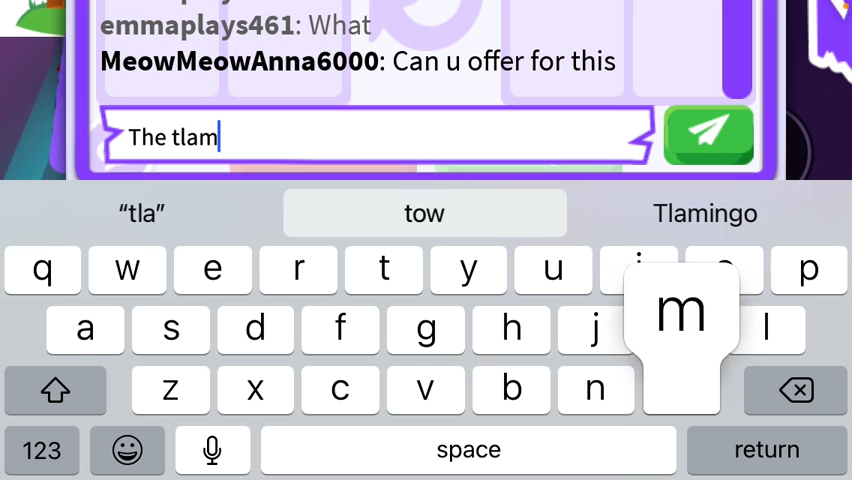 emmaplays461: What
MeowMeowAnna6000: Can u offer for this
The tlam
“tla” tow Tlamingo
q w e r t y u p
a s d f g h j m l
z x c v b n
123 space return